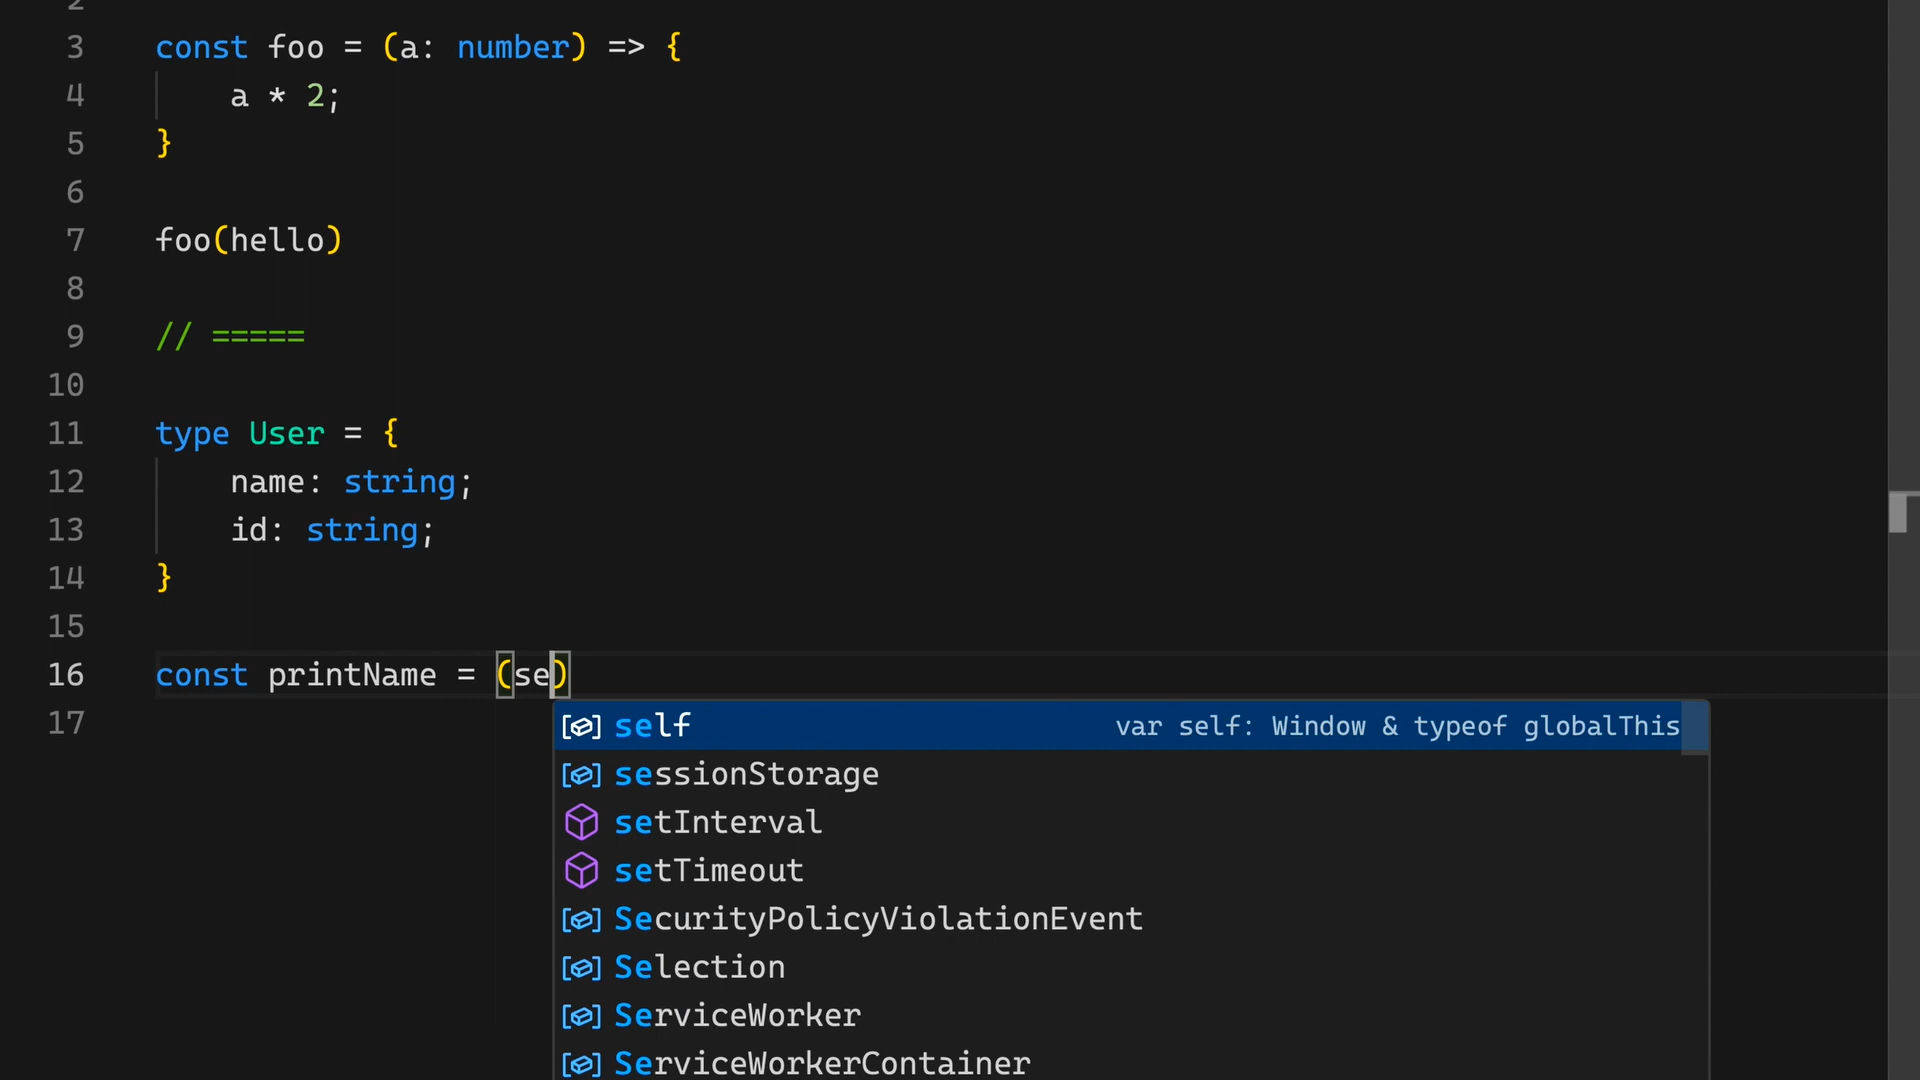 2
3 const foo = (a: number) => {
4 a * 2;
5 }
6
7 foo(hello)
8
9 // =====
10
11 type User = {
12 name: string;
13 id: string;
14 }
15
16 const printName = (se)
17
self var self: Window & typeof globalThis
sessionStorage
setInterval
setTimeout
SecurityPolicyViolationEvent
Selection
ServiceWorker
ServiceWorkerContainer